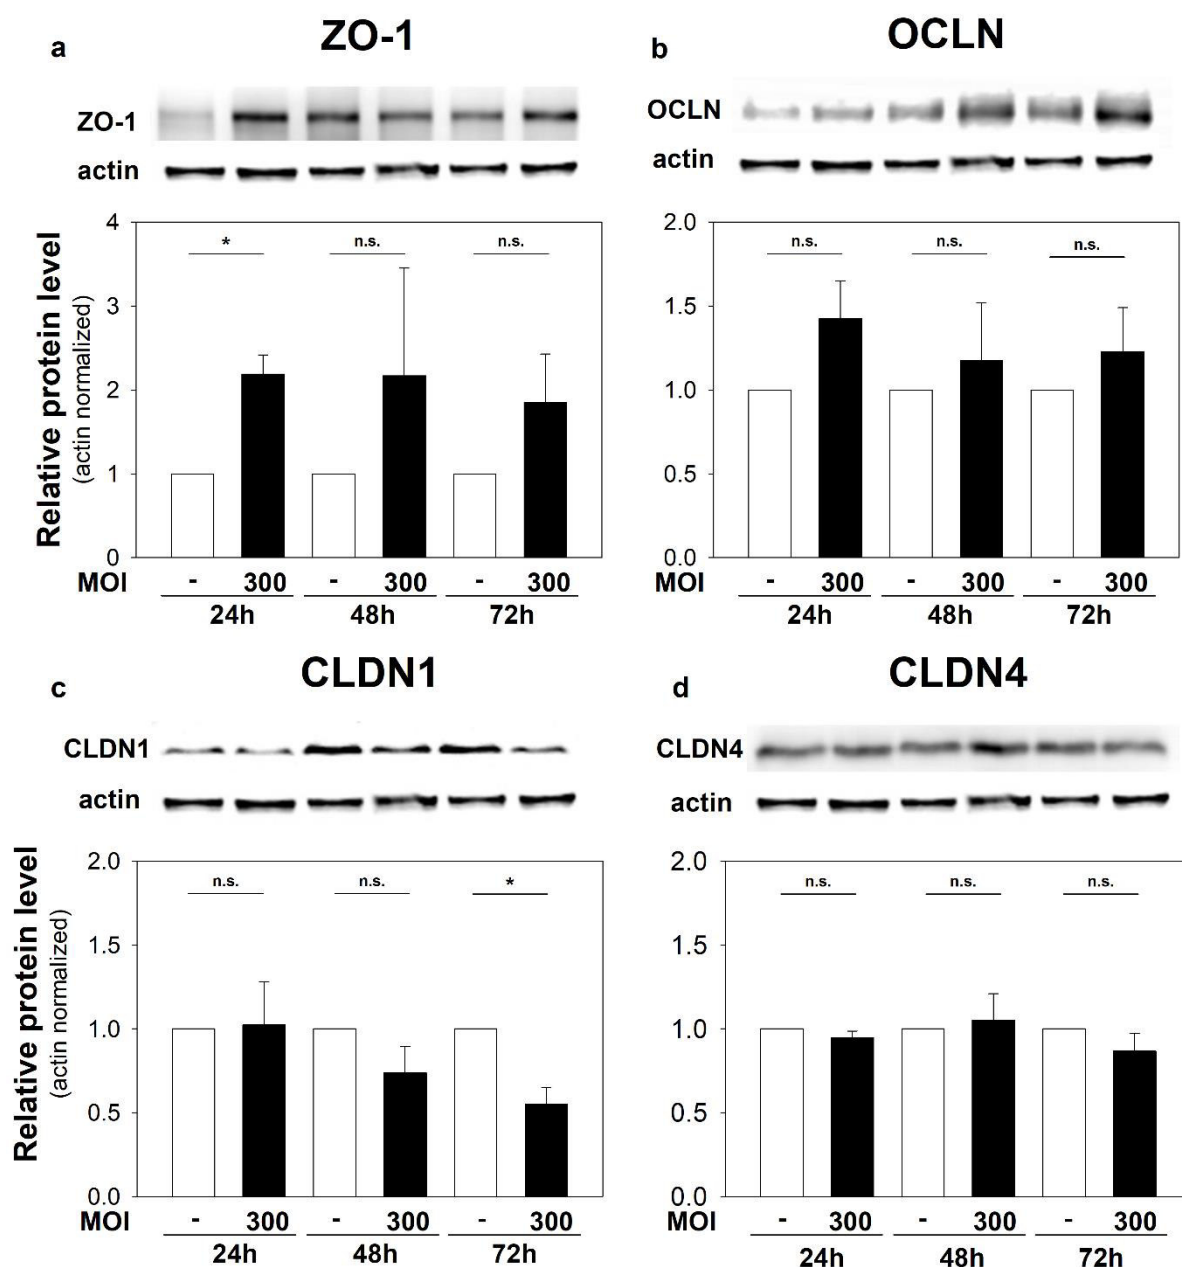 a
ZO-1
ZO-1
actin
Relative protein level
(actin normalized)
4
3
2
1
0
*
n.s.
n.s.
MOI
-
300
-
300
-
300
24h
48h
72h
b
OCLN
OCLN
actin
2.0
1.5
1.0
0.5
0.0
n.s.
n.s.
n.s.
MOI
-
300
-
300
-
300
24h
48h
72h
c
CLDN1
CLDN1
actin
Relative protein level
(actin normalized)
2.0
1.5
1.0
0.5
0.0
n.s.
n.s.
*
MOI
-
300
-
300
-
300
24h
48h
72h
d
CLDN4
CLDN4
actin
2.0
1.5
1.0
0.5
0.0
n.s.
n.s.
n.s.
MOI
-
300
-
300
-
300
24h
48h
72h